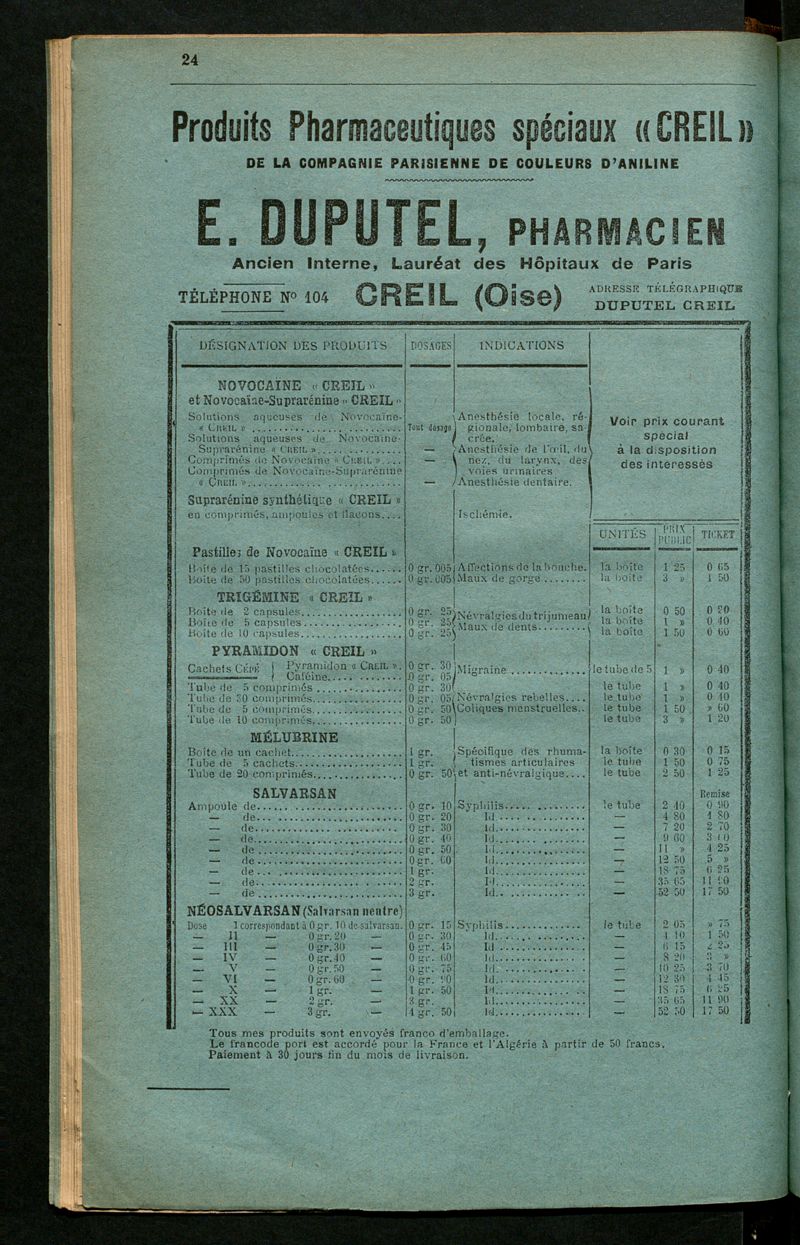 24
Produits Pharmaceutiques spéciaux « CREIL »
DE LA COMPAGNIE PARISIENNE DE COULEURS D'ANILINE
E. DUPUTEL, PHARMACIEN
Ancien Interne, Lauréat des Hôpitaux de Paris
TÉLÉPHONE No 104 CREIL (Oise) ADRESSE TÉLÉGRAPHIQUE
DUPUTEL CREIL
DÉSIGNATION DES PRODUITS DOSAGES INDICATIONS
Voir prix courant
special
à la disposition
des interessés
NOVOCAINE « CREIL »
et Novocaïne-Suprarénine « CREIL »
Solutions aqueuses de Novocaïne-
« CREIL » Tout dosage
Solutions aqueuses de Novocaïne-
Suprarénine « CREIL » —
Comprimés de Novocaïne « CREIL » —
Comprimés de Novocaïne-Suprarénine
« CREIL » —
Anesthésie locale, ré-
gionale, lombaire, sa-
crée.
Anesthésie de l'œil, du
nez, du larynx, des
voies urinaires
Anesthésie dentaire.
Suprarénine synthétique « CREIL »
en comprimés, ampoules et flacons.... Ischémie.
UNITÉS PRIX PUBLIC TICKET
Pastilles de Novocaïne « CREIL »
Boîte de 15 pastilles chocolatées 0 gr. 005 Affections de la bouche. la boîte 1 25 0 65
Boîte de 50 pastilles chocolatées 0 gr. 005 Maux de gorge la boîte 3 » 1 50
TRIGÉMINE « CREIL »
Boîte de 2 capsules 0 gr. 25 Névralgies du trijumeau la boîte 0 50 0 20
Boîte de 5 capsules 0 gr. 25 Maux de dents la boîte 1 » 0 40
Boîte de 10 capsules 0 gr. 25 la boîte 1 50 0 60
PYRAMIDON « CREIL »
Cachets CÉPÉ Pyramidon « CREIL ». 0 gr. 30 Migraine le tube de 5 1 » 0 40
Caféine 0 gr. 05
Tube de 5 comprimés 0 gr. 30 le tube 1 » 0 40
Tube de 20 comprimés 0 gr. 05 Névralgies rebelles.... le tube 1 » 0 40
Tube de 5 comprimés 0 gr. 50 Coliques menstruelles.. le tube 1 50 » 60
Tube de 10 comprimés 0 gr. 50 le tube 3 » 1 20
MÉLUBRINE
Boîte de un cachet 1 gr. Spécifique des rhuma- la boîte 0 30 0 15
Tube de 5 cachets 1 gr. tismes articulaires le tube 1 50 0 75
Tube de 20 comprimés 0 gr. 50 et anti-névralgique.... le tube 2 50 1 25
SALVARSAN Remise
Ampoule de 0 gr. 10 Syphilis le tube 2 40 0 90
— de 0 gr. 20 Id. — 4 80 1 80
— de 0 gr. 30 Id. — 7 20 2 70
— de 0 gr. 40 Id. — 9 60 3 60
— de 0 gr. 50 Id. — 11 » 4 25
— de 0 gr. 60 Id. — 12 50 5 »
— de 1 gr. Id. — 18 75 6 25
— de 2 gr. Id. — 35 65 11 90
— de 3 gr. Id. — 52 50 17 50
NÉOSALVARSAN (Salvarsan neutre)
Dose I correspondant à 0 gr. 10 de salvarsan. 0 gr. 15 Syphilis le tube 2 05 » 75
— II — 0 gr. 20 — 0 gr. 30 Id. — 4 10 1 50
— III — 0 gr. 30 — 0 gr. 45 Id. — 6 15 2 25
— IV — 0 gr. 40 — 0 gr. 60 Id. — 8 20 3 »
— V — 0 gr. 50 — 0 gr. 75 Id. — 10 25 3 70
— VI — 0 gr. 60 — 0 gr. 90 Id. — 12 30 4 45
— X — 1 gr. — 1 gr. 50 Id. — 18 75 6 25
— XX — 2 gr. — 3 gr. Id. — 35 65 11 90
— XXX — 3 gr. — 4 gr. 50 Id. — 52 50 17 50
Tous mes produits sont envoyés franco d'emballage.
Le franco de port est accordé pour la France et l'Algérie à partir de 50 francs.
Paiement à 30 jours fin du mois de livraison.